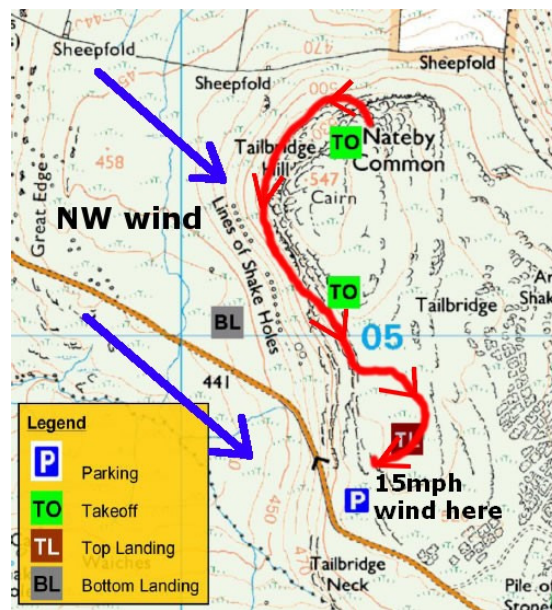 Sheepfold
470
Sheepfold
Sheepfold
500
TO
Nateby
Common
Tailbridge
Hill
458
547
Cairn
Great Edge
NW wind
Lines of Shake Holes
TO
Tailbridge
BL
05
441
TL
Legend
P
Parking
TO
Takeoff
TL
Top Landing
BL
Bottom Landing
15mph
wind here
P
450
470
Tailbridge
Neck
Pile o